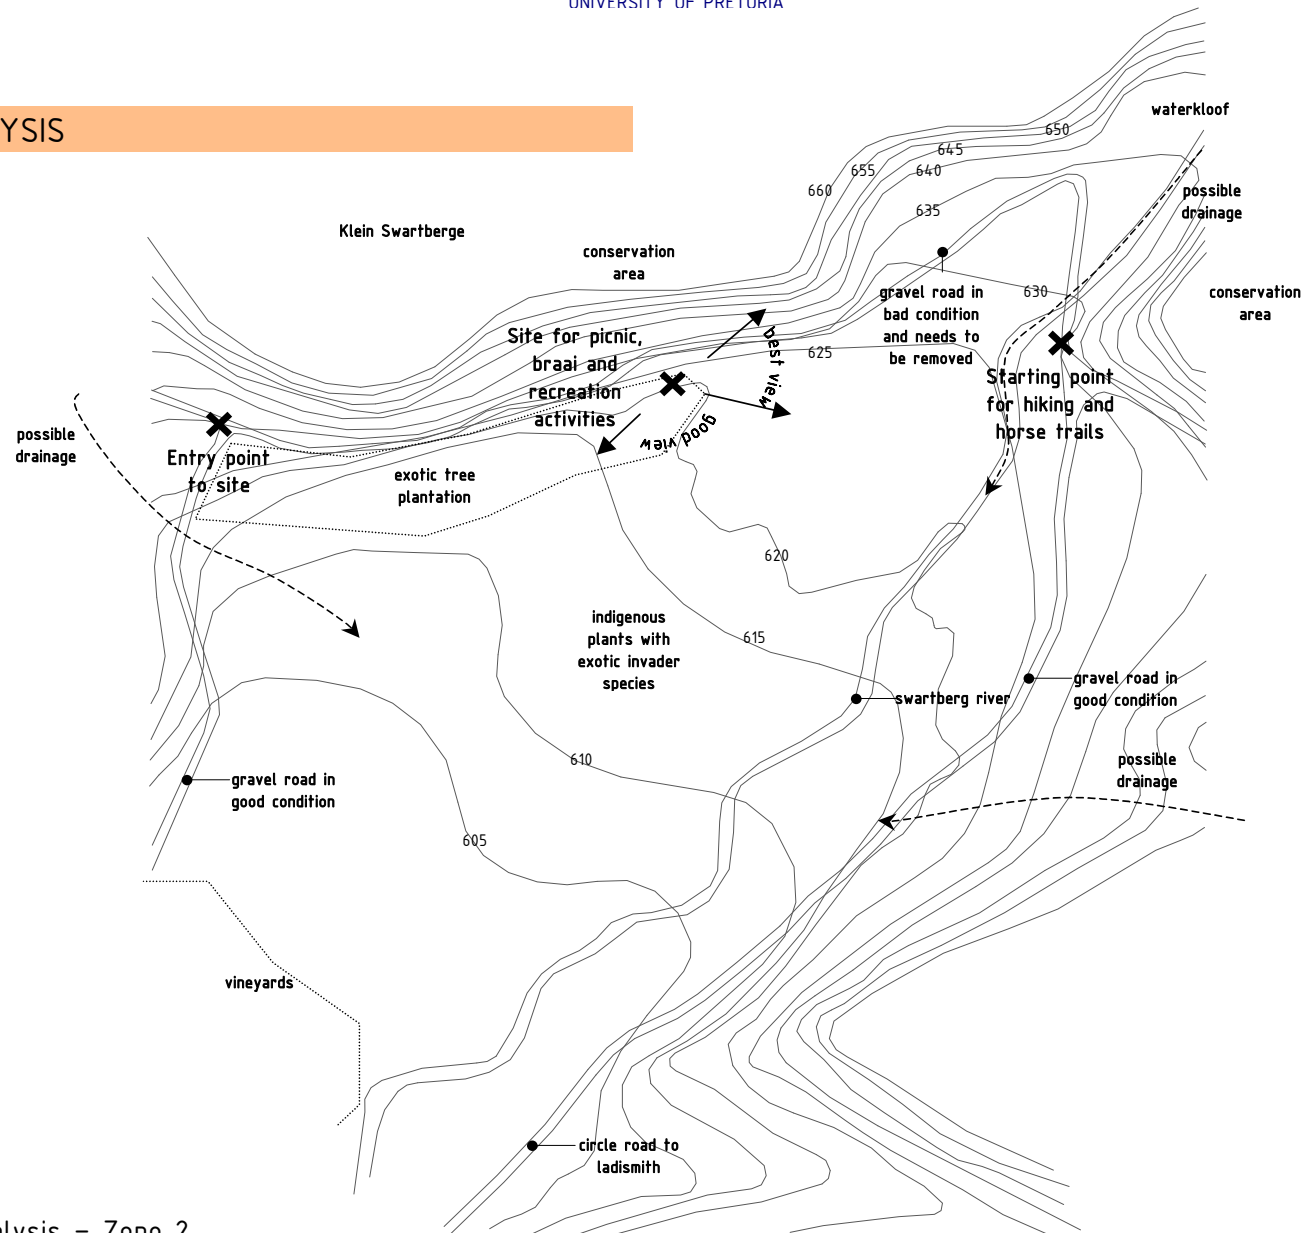 UNIVERSITY OF PRETORIA
YSIS
waterkloof
650
645
655
640
660
635
possible
drainage
Klein Swartberge
conservation
area
gravel road in
bad condition
and needs to
be removed
630
conservation
area
Site for picnic,
braai and
recreation
activities
best view
625
good view
Starting point
for hiking and
horse trails
possible
drainage
Entry point
to site
exotic tree
plantation
620
indigenous
plants with
exotic invader
species
615
swartberg river
gravel road in
good condition
610
possible
drainage
gravel road in
good condition
605
vineyards
circle road to
ladismith
alysis – Zone 2